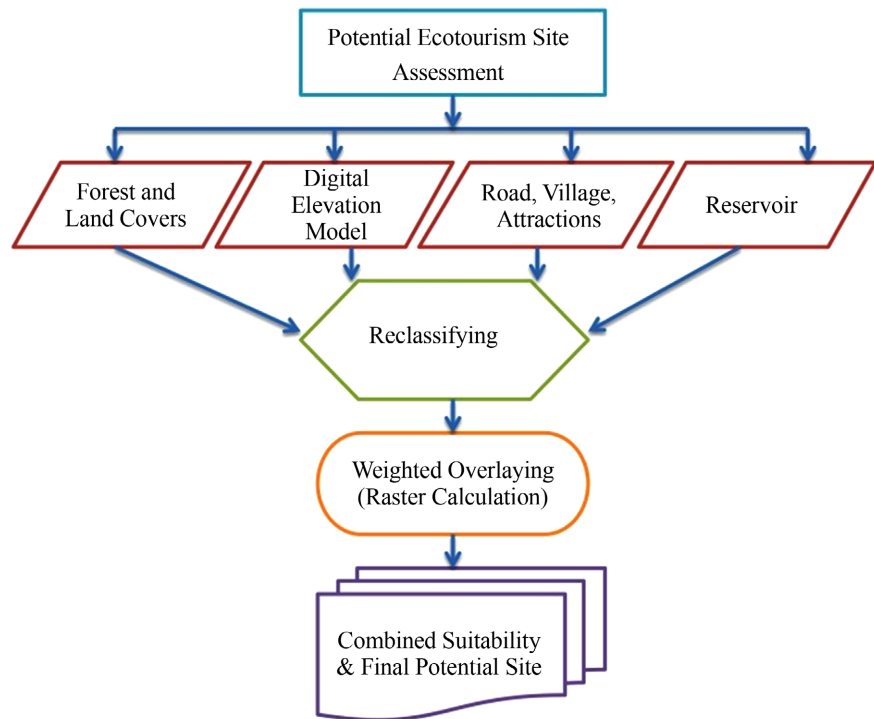 Potential Ecotourism Site
Assessment
Forest and
Land Covers
Digital
Elevation
Model
Road, Village,
Attractions
Reservoir
Reclassifying
Weighted Overlaying
(Raster Calculation)
Combined Suitability
& Final Potential Site